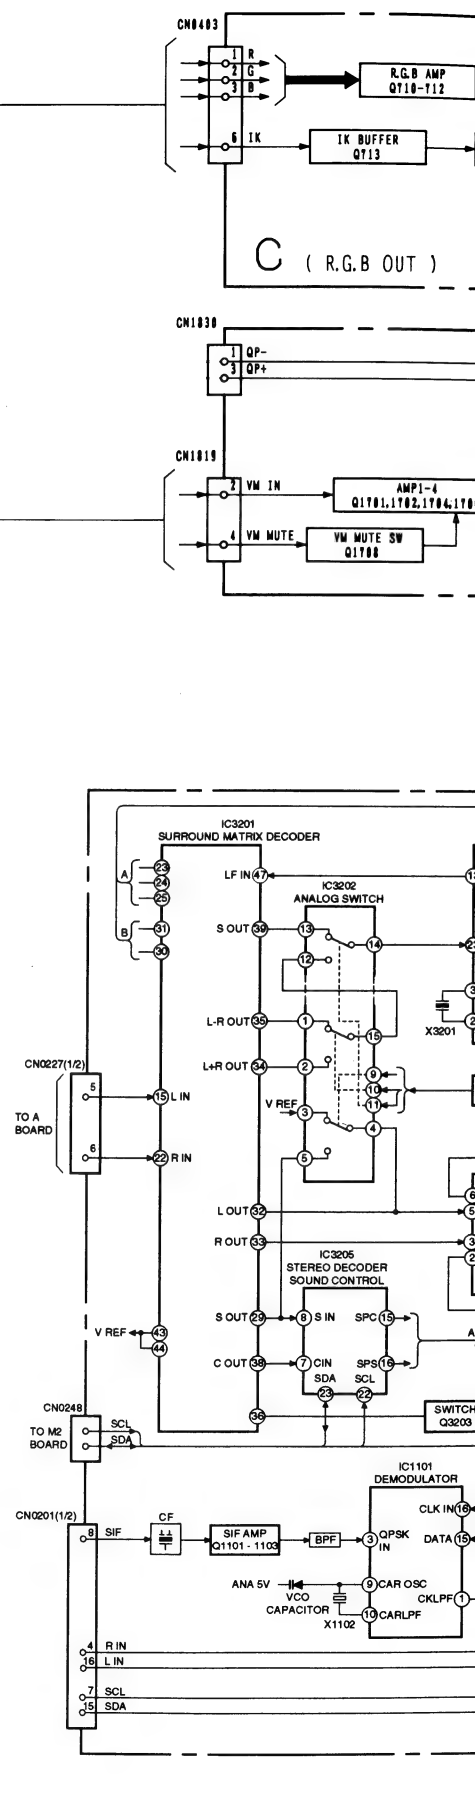 CN0403
1 R
2 G
3 B
R.G.B AMP
Q710-712
6 IK
IK BUFFER
Q713
C ( R.G.B OUT )
CN1830
1 QP-
3 QP+
CN1819
2 VM IN
AMP1-4
Q1701,1702,1704,170
4 VM MUTE
VM MUTE SW
Q1708
IC3201
SURROUND MATRIX DECODER
A
23
24
25
B
31
30
LF IN 47
13
IC3202
ANALOG SWITCH
S OUT 39
13
14
23
12
3
X3201
2
L-R OUT 35
1
15
L+R OUT 34
2
9
10
11
V REF
3
4
5
CN0227(1/2)
5
15 L IN
TO A
BOARD
6
22 R IN
6
L OUT 32
5
R OUT 33
3
2
IC3205
STEREO DECODER
SOUND CONTROL
S OUT 29
8 S IN
SPC 15
V REF
43
44
A
C OUT 38
7 CIN
SPS 16
SDA
SCL
23
22
CN0248
36
SWITCH
Q3203
TO M2
BOARD
SCL
SDA
IC1101
DEMODULATOR
CN0201(1/2)
CLK IN 16
8 SIF
CF
SIF AMP
Q1101 - 1103
BPF
3 QPSK
IN
DATA 15
ANA 5V
VCO
CAPACITOR
9 CAR OSC
CKLPF 1
X1102
10 CARLPF
4 R IN
16 L IN
7 SCL
15 SDA